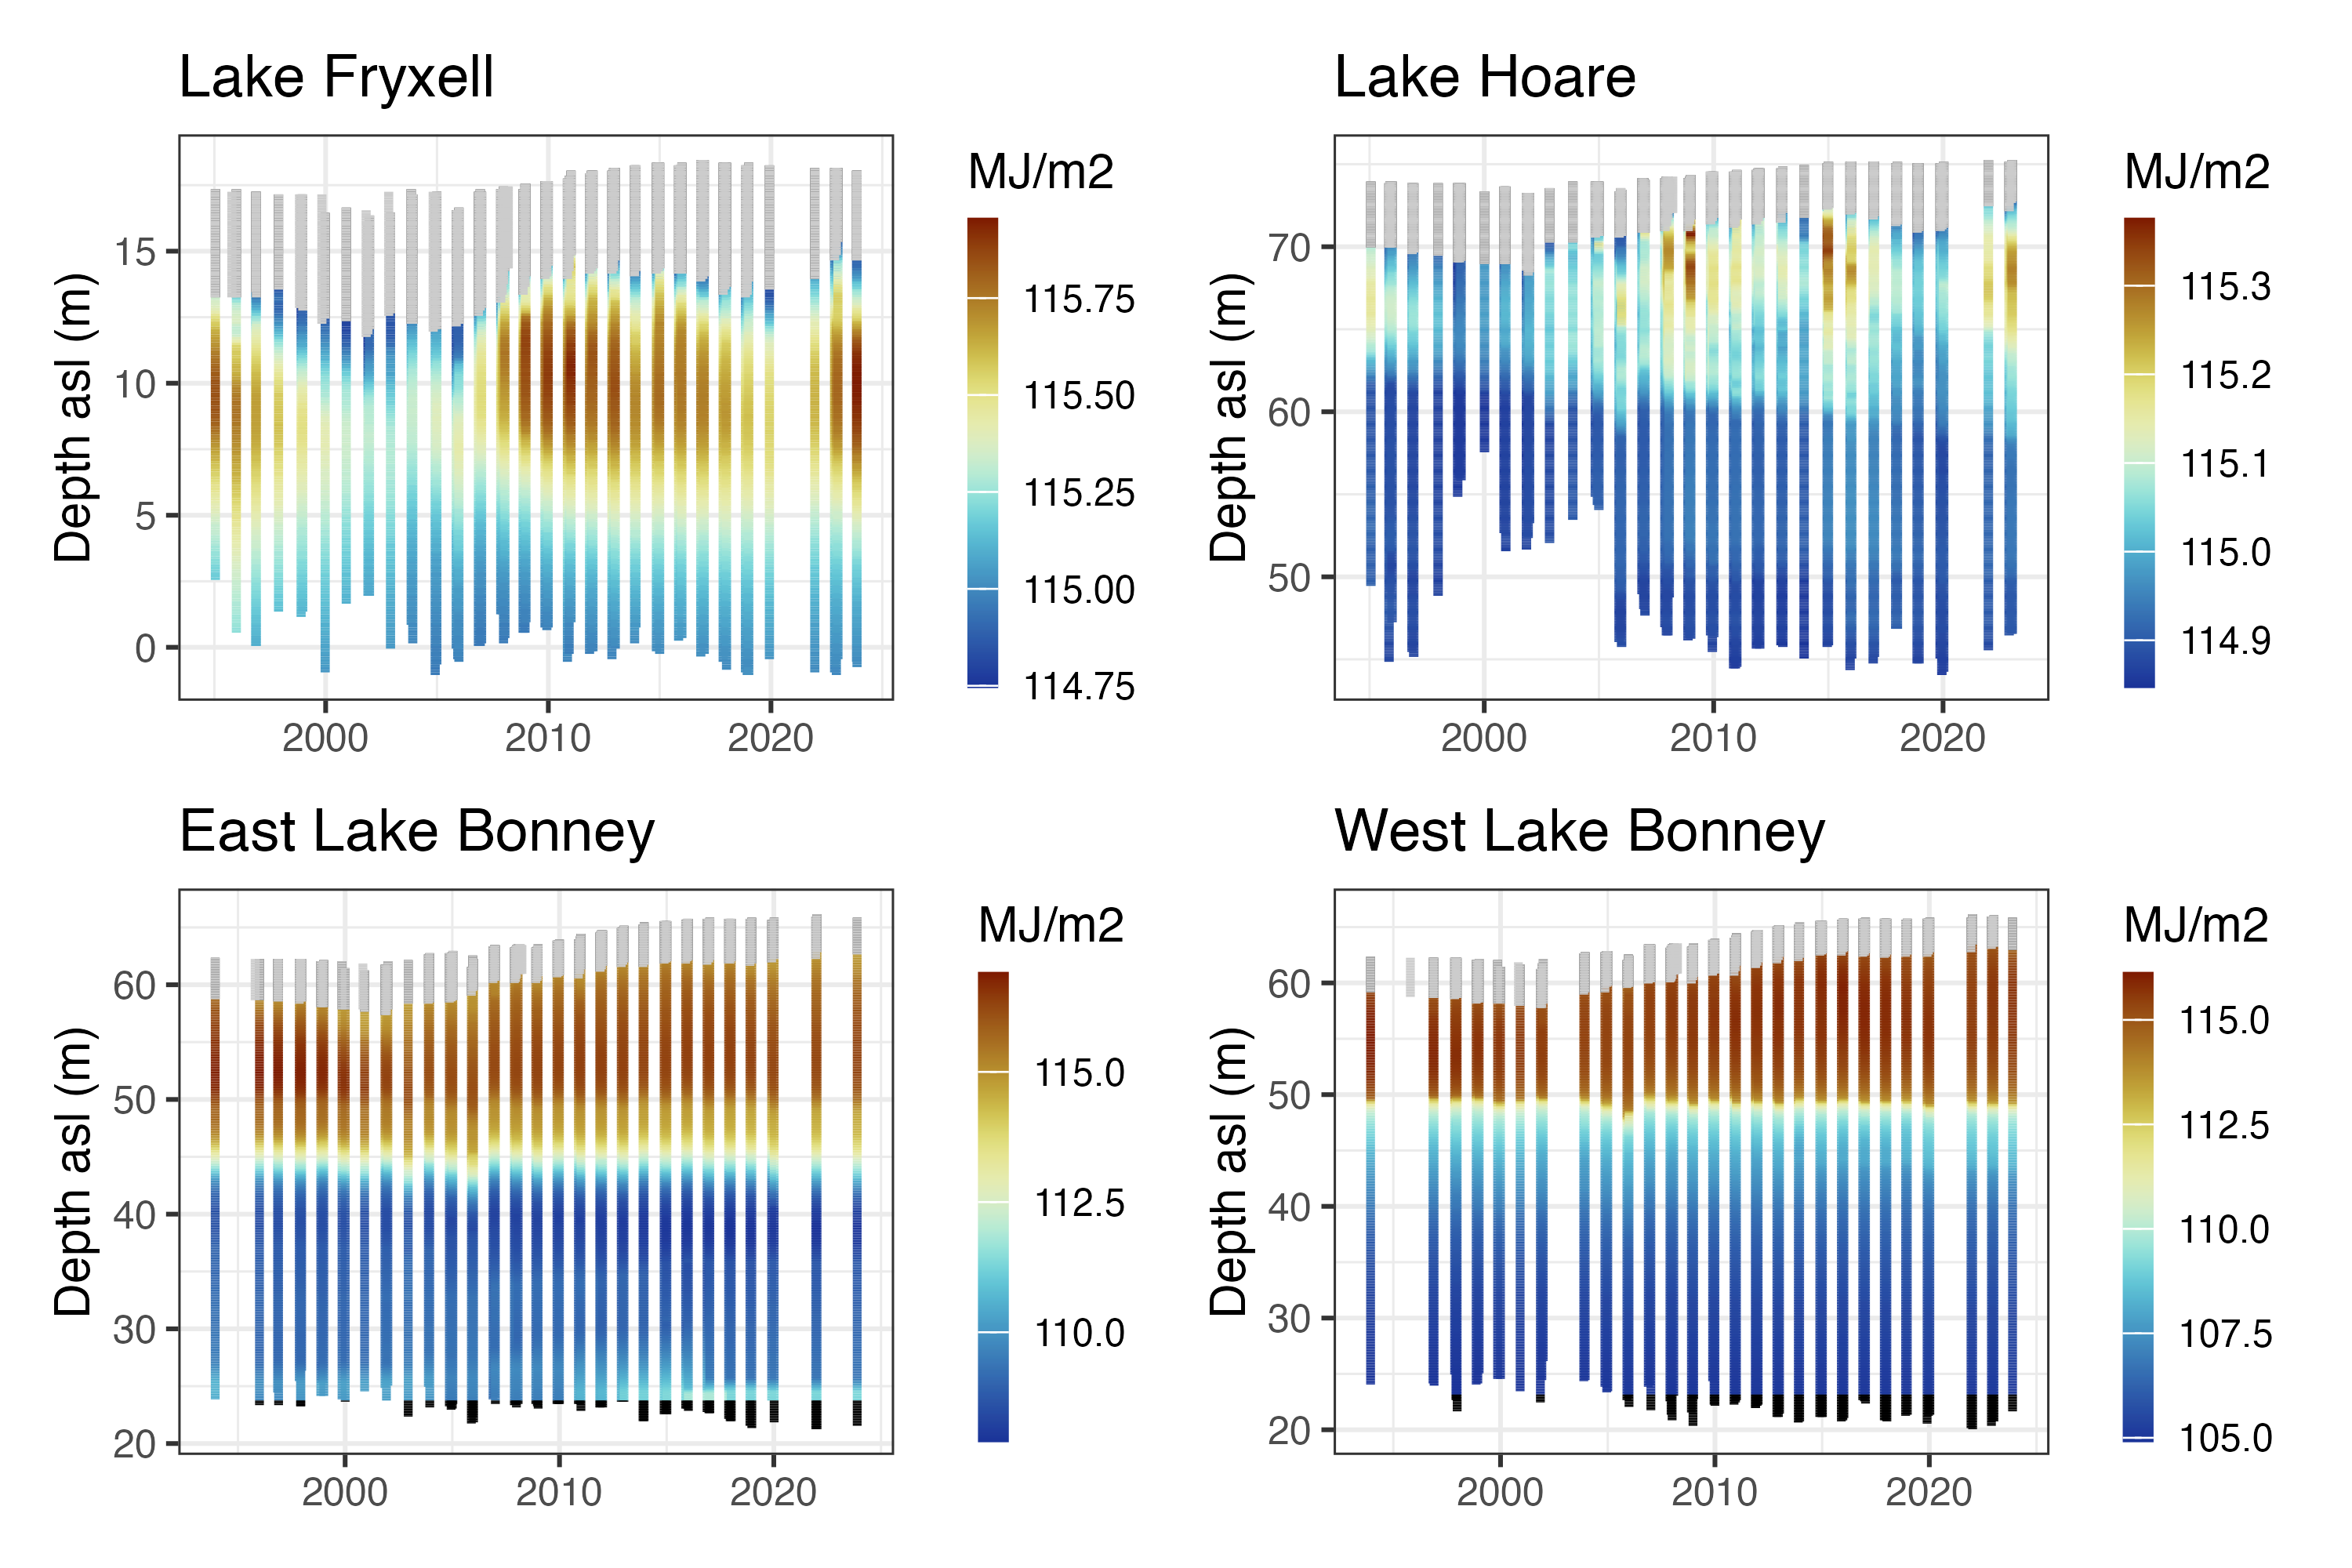 Lake Fryxell
MJ/m2
Depth asl (m)
15
10
5
0
2000 2010 2020
115.75
115.50
115.25
115.00
114.75
Lake Hoare
MJ/m2
Depth asl (m)
70
60
50
2000 2010 2020
115.3
115.2
115.1
115.0
114.9
East Lake Bonney
MJ/m2
Depth asl (m)
60
50
40
30
20
2000 2010 2020
115.0
112.5
110.0
West Lake Bonney
MJ/m2
Depth asl (m)
60
50
40
30
20
2000 2010 2020
115.0
112.5
110.0
107.5
105.0